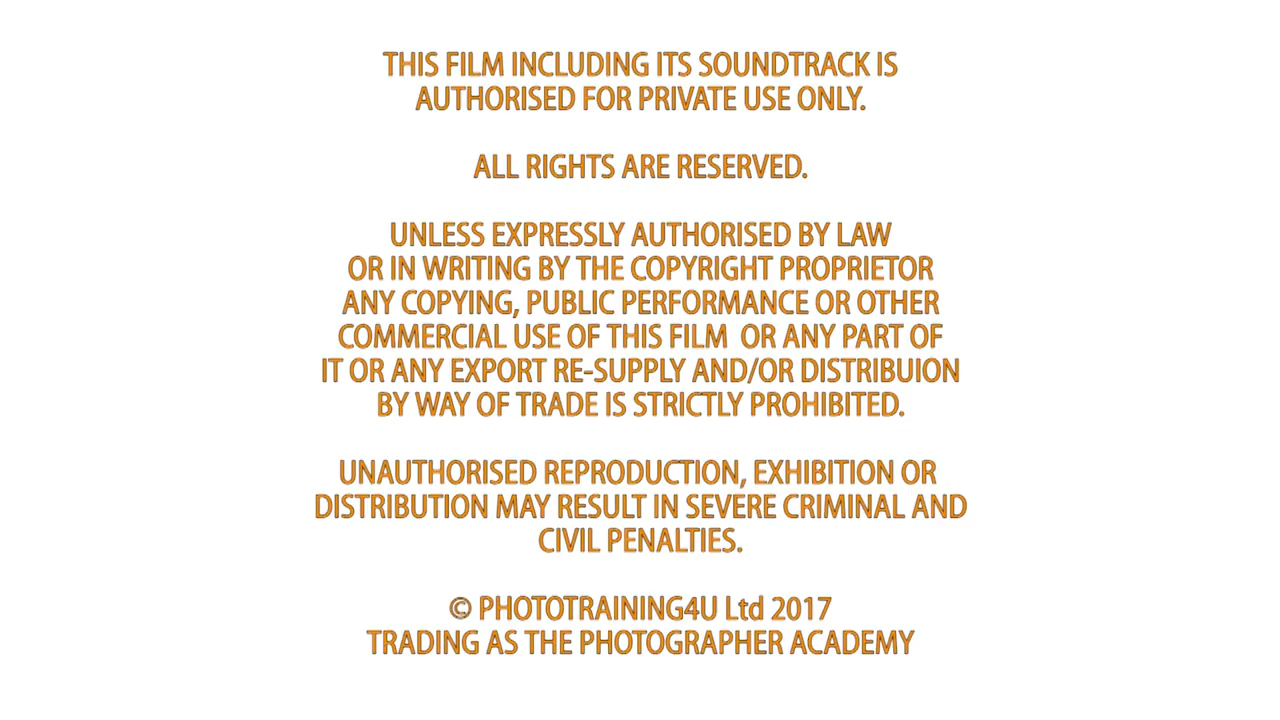 THIS FILM INCLUDING ITS SOUNDTRACK IS
AUTHORISED FOR PRIVATE USE ONLY.
ALL RIGHTS ARE RESERVED.
UNLESS EXPRESSLY AUTHORISED BY LAW
OR IN WRITING BY THE COPYRIGHT PROPRIETOR
ANY COPYING, PUBLIC PERFORMANCE OR OTHER
COMMERCIAL USE OF THIS FILM  OR ANY PART OF
IT OR ANY EXPORT RE-SUPPLY AND/OR DISTRIBUION
BY WAY OF TRADE IS STRICTLY PROHIBITED.
UNAUTHORISED REPRODUCTION, EXHIBITION OR
DISTRIBUTION MAY RESULT IN SEVERE CRIMINAL AND
CIVIL PENALTIES.
© PHOTOTRAINING4U Ltd 2017
TRADING AS THE PHOTOGRAPHER ACADEMY